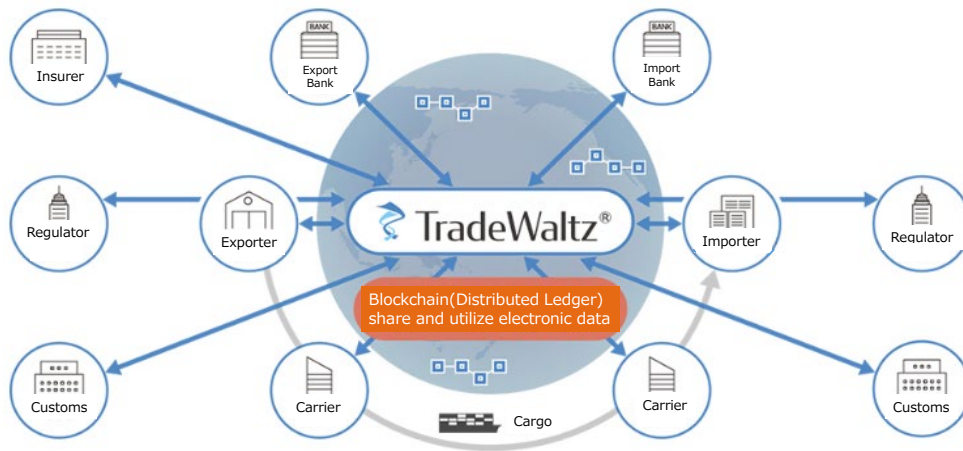 BANK
BANK
Insurer
Export
Bank
Import
Bank
Regulator
Exporter
TradeWaltz®
Importer
Regulator
Blockchain(Distributed Ledger)
share and utilize electronic data
Customs
Carrier
Cargo
Carrier
Customs